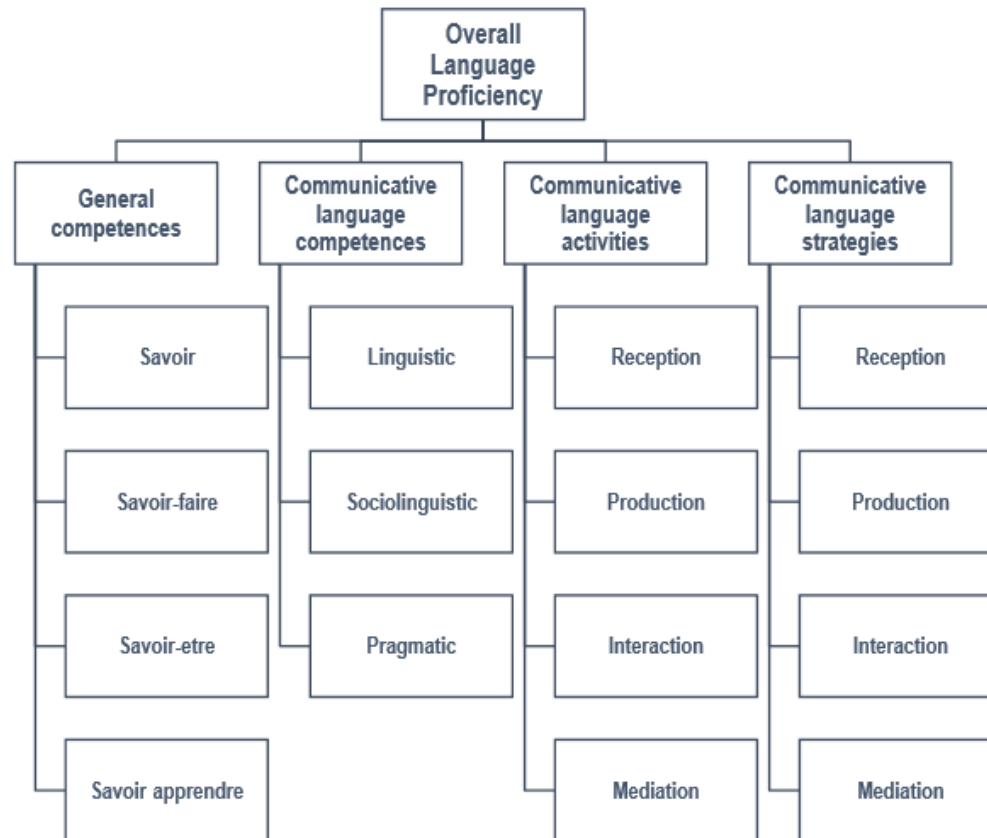 Overall
Language
Proficiency
General
competences
Communicative
language
competences
Communicative
language
activities
Communicative
language
strategies
Savoir
Linguistic
Reception
Reception
Savoir-faire
Sociolinguistic
Production
Production
Savoir-etre
Pragmatic
Interaction
Interaction
Savoir apprendre
Mediation
Mediation